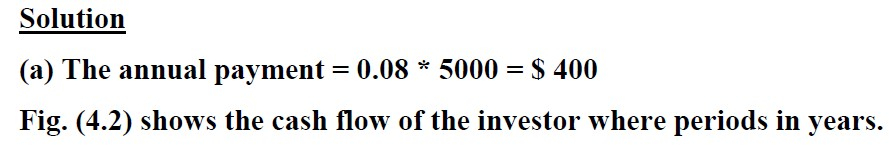 Solution
(a) The annual payment = 0.08 * 5000 = $ 400
Fig. (4.2) shows the cash flow of the investor where periods in years.